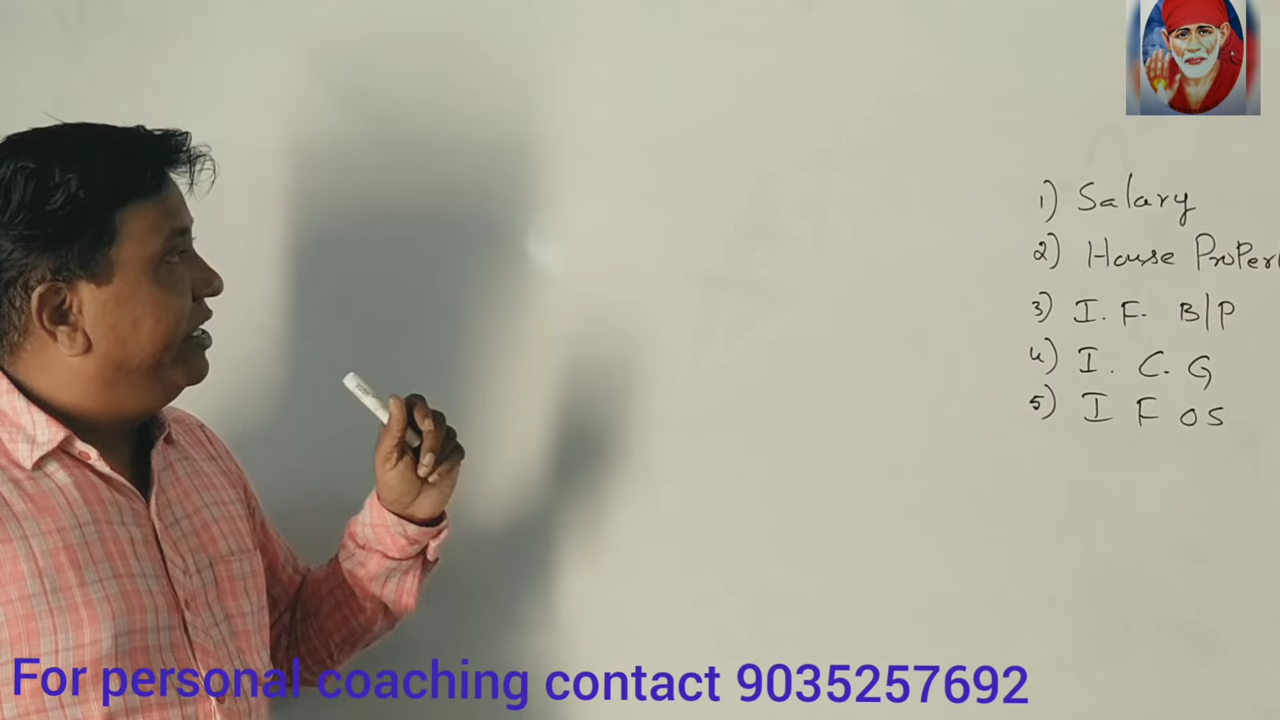 1) Salary
2) House Proper
3) I. F. B/P
4) I. C. G
5) I F OS
For personal coaching contact 9035257692